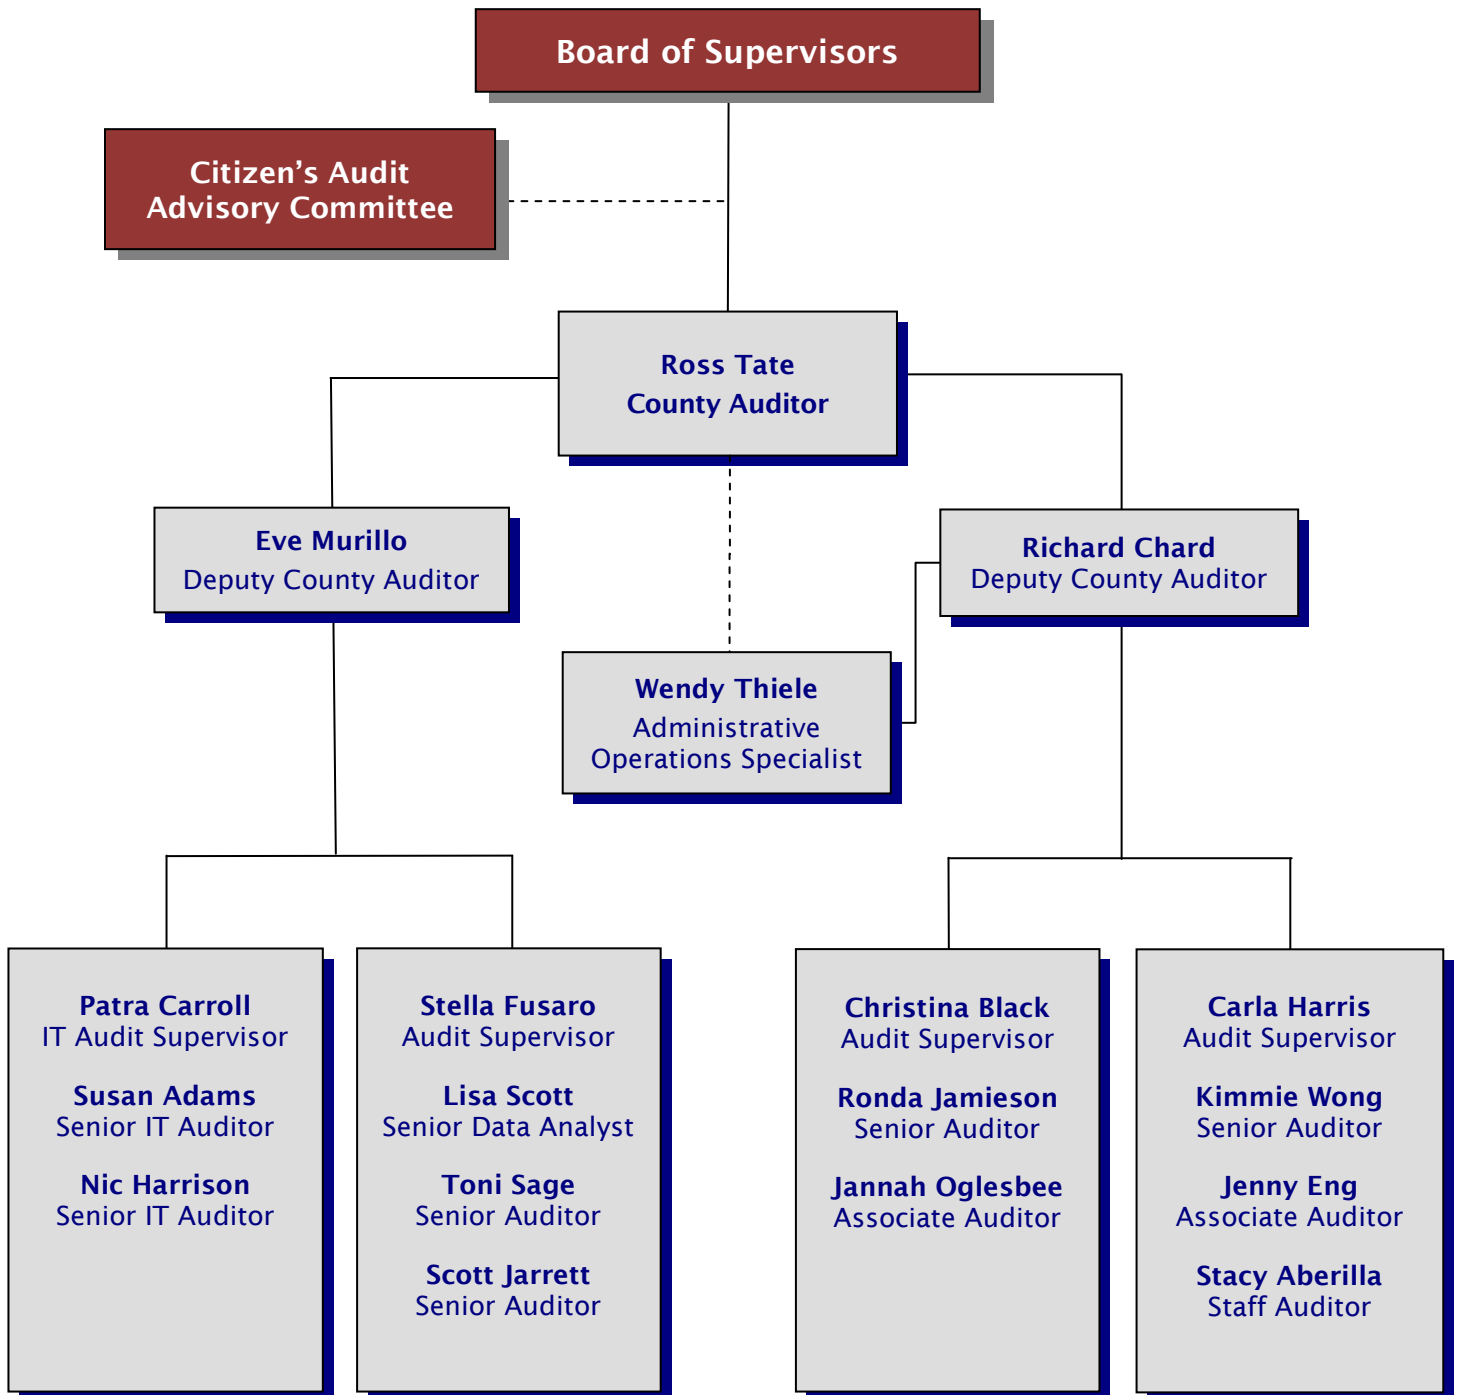 Board of Supervisors
Citizen’s Audit
Advisory Committee
Ross Tate
County Auditor
Eve Murillo
Deputy County Auditor
Richard Chard
Deputy County Auditor
Wendy Thiele
Administrative
Operations Specialist
Patra Carroll
IT Audit Supervisor
Susan Adams
Senior IT Auditor
Nic Harrison
Senior IT Auditor
Stella Fusaro
Audit Supervisor
Lisa Scott
Senior Data Analyst
Toni Sage
Senior Auditor
Scott Jarrett
Senior Auditor
Christina Black
Audit Supervisor
Ronda Jamieson
Senior Auditor
Jannah Oglesbee
Associate Auditor
Carla Harris
Audit Supervisor
Kimmie Wong
Senior Auditor
Jenny Eng
Associate Auditor
Stacy Aberilla
Staff Auditor